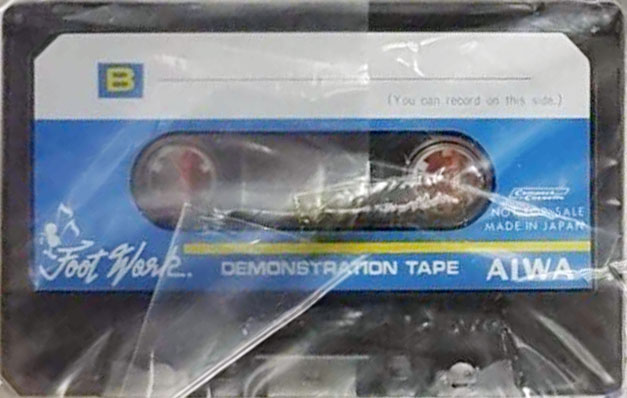 B
(You can record on this side.)
Compact Cassette
NOT FOR SALE
MADE IN JAPAN
Foot Work.
DEMONSTRATION TAPE
AIWA